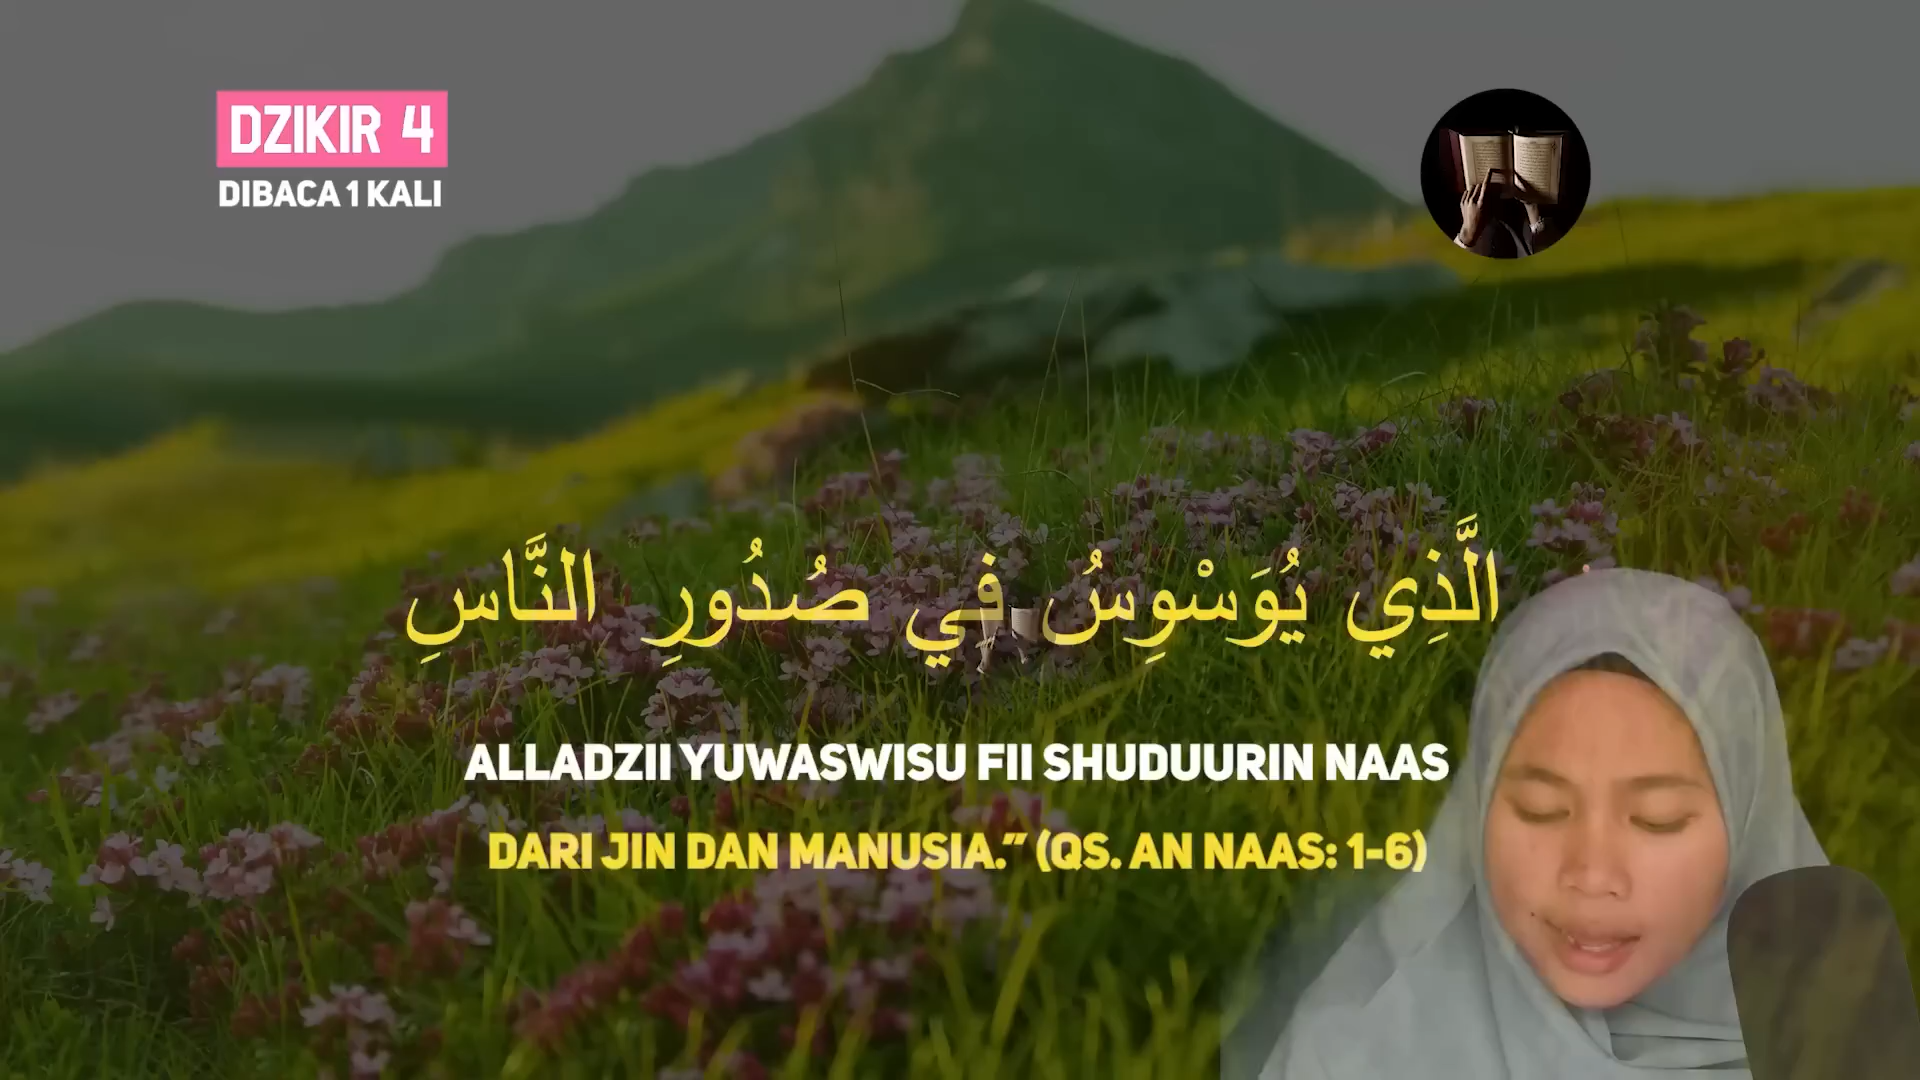 DZIKIR 4
DIBACA 1 KALI
الَّذِي يُوَسْوِسُ فِي صُدُورِ النَّاسِ
ALLADZII YUWASWISU FII SHUDUURIN NAAS
DARI JIN DAN MANUSIA.” (QS. AN NAAS: 1-6)